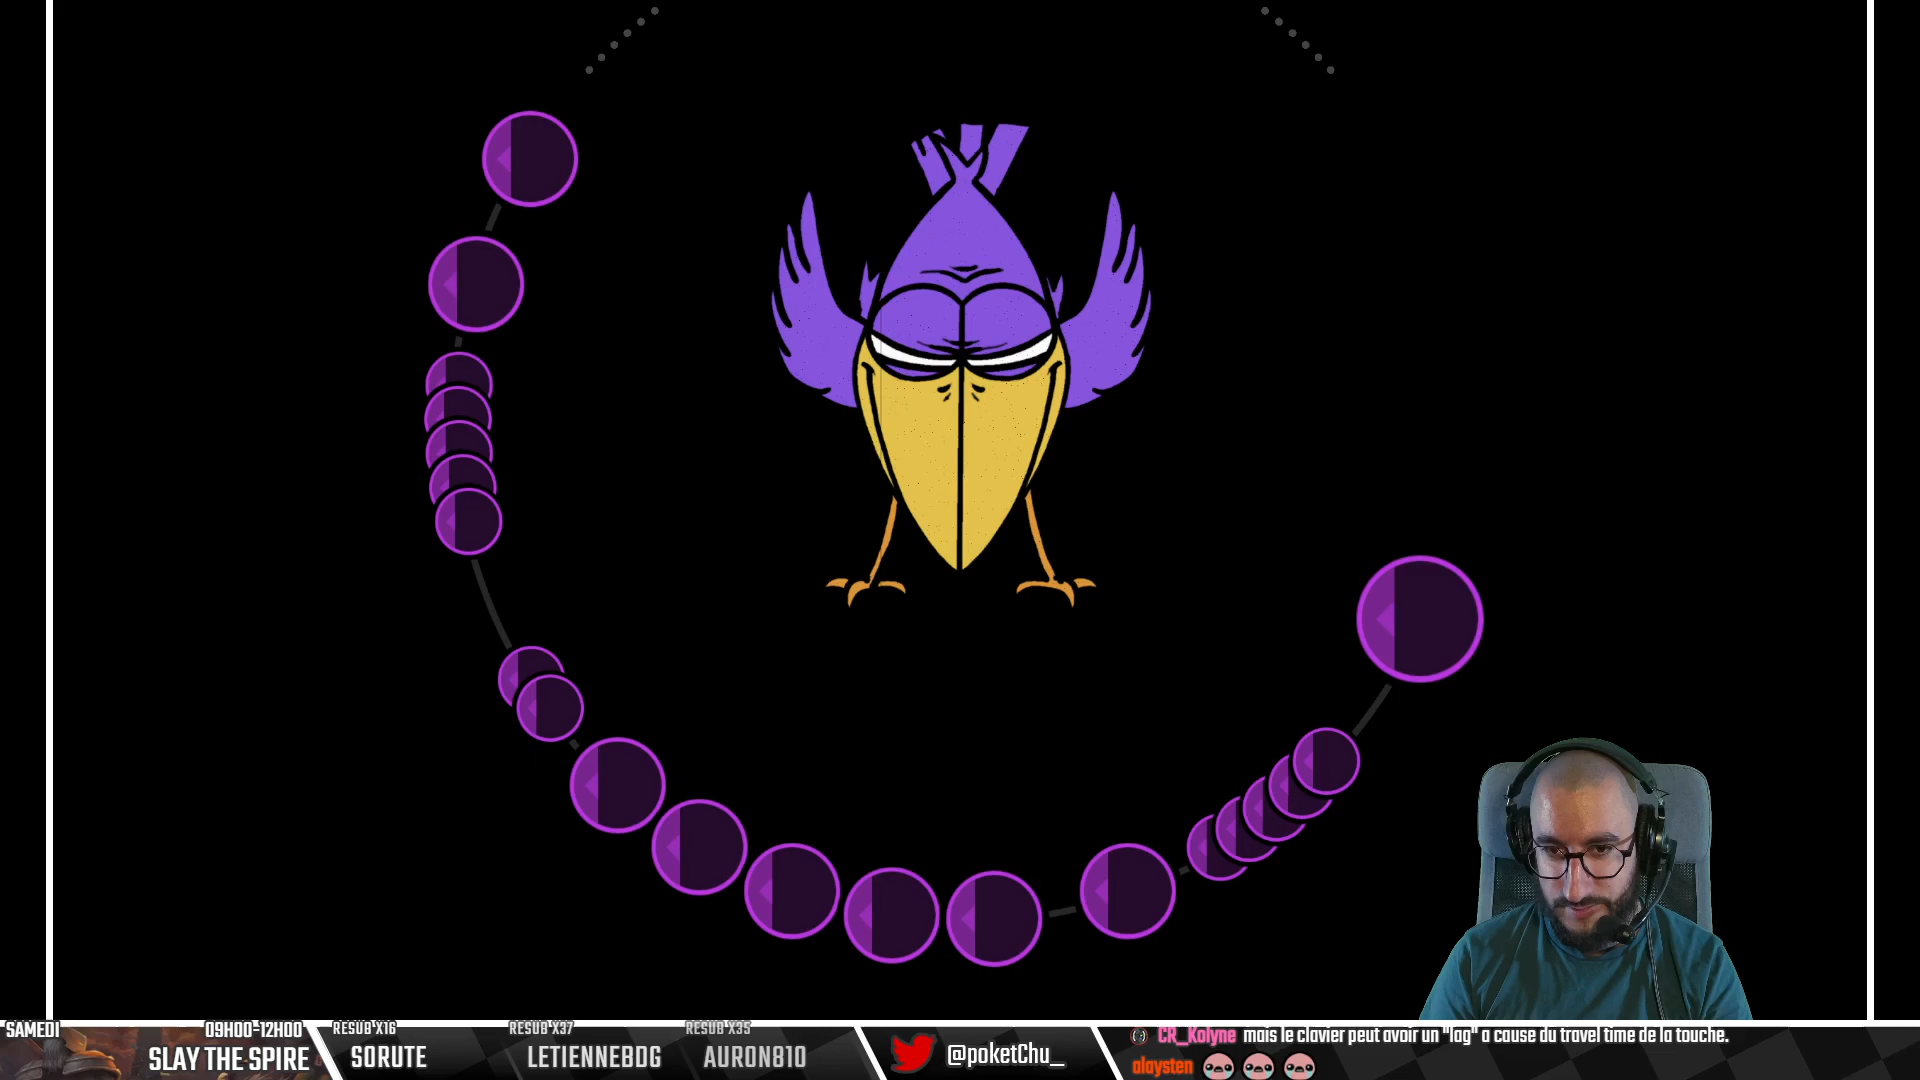 SAMEDI
09H00-12H00
SLAY THE SPIRE
RESUB X16
SORUTE
RESUB X37
LETIENNEBDG
RESUB X35
AURON810
@poketChu_
CR_Kolyne mais le clavier peut avoir un "lag" a cause du travel time de la touche.
alaysten